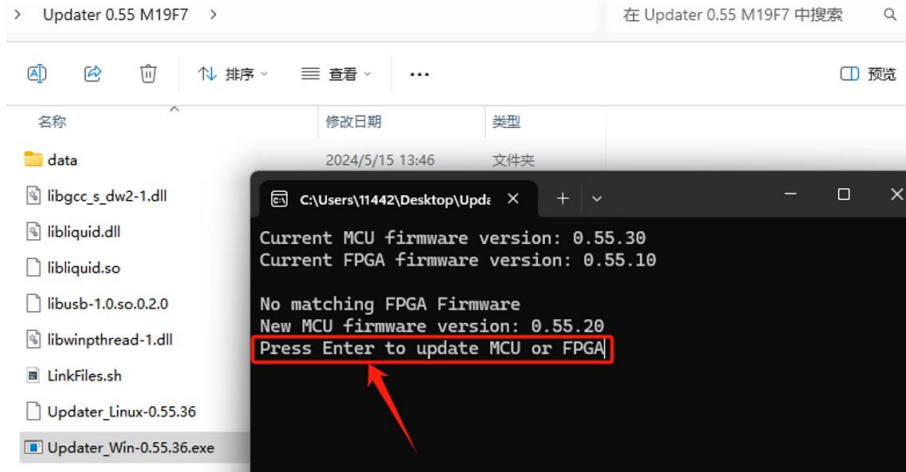 Updater 0.55 M19F7
在 Updater 0.55 M19F7 中搜索
排序
查看
预览
名称
修改日期
类型
data
2024/5/15 13:46
文件夹
libgcc_s_dw2-1.dll
libliquid.dll
libliquid.so
libusb-1.0.so.0.2.0
libwinpthread-1.dll
LinkFiles.sh
Updater_Linux-0.55.36
Updater_Win-0.55.36.exe
C:\Users\11442\Desktop\Upda
Current MCU firmware version: 0.55.30
Current FPGA firmware version: 0.55.10
No matching FPGA Firmware
New MCU firmware version: 0.55.20
Press Enter to update MCU or FPGA